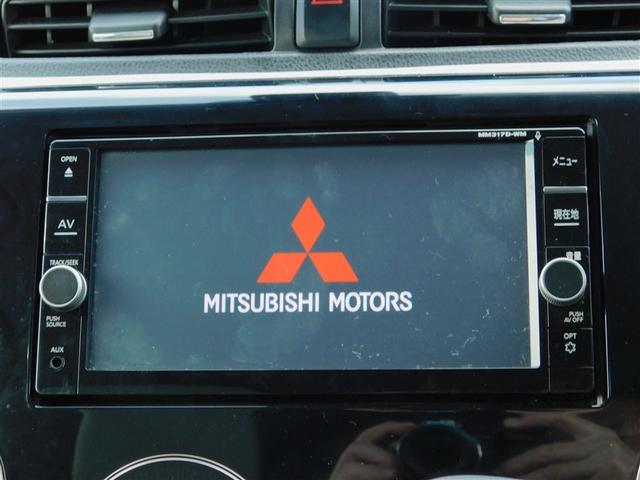 MM317D-WM
OPEN
メニュー
AV
現在地
TRACK/SEEK
音量
MITSUBISHI MOTORS
PUSH
SOURCE
PUSH
AV OFF
AUX
OPT